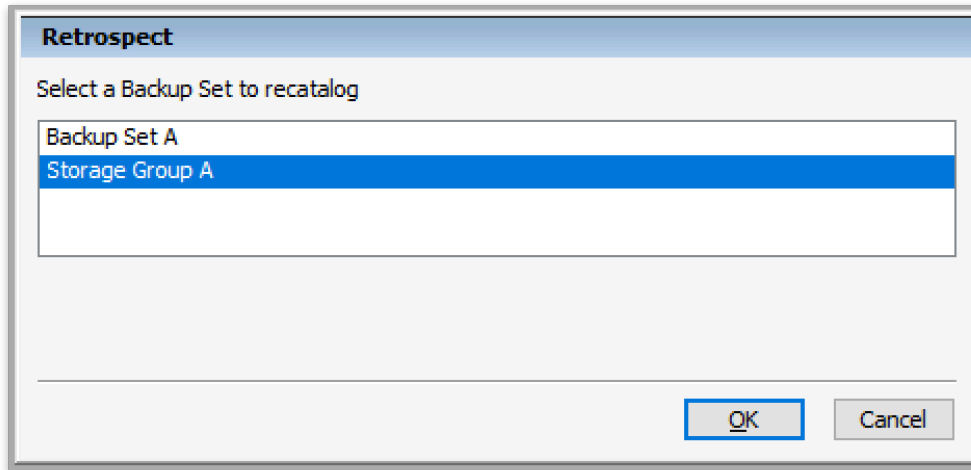 Retrospect
Select a Backup Set to recatalog
Backup Set A
Storage Group A
OK
Cancel